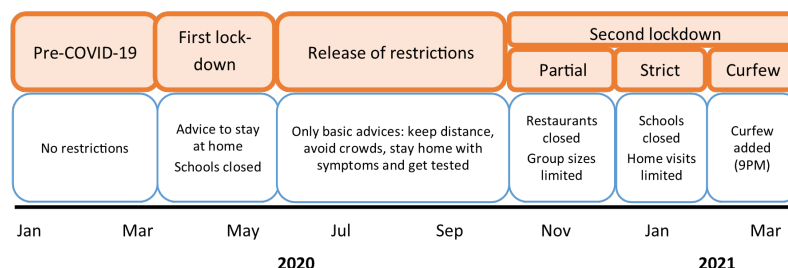 Pre-COVID-19
First lock-
down
Release of restrictions
Second lockdown
Partial
Strict
Curfew
No restrictions
Advice to stay
at home
Schools closed
Only basic advices: keep distance,
avoid crowds, stay home with
symptoms and get tested
Restaurants
closed
Group sizes
limited
Schools
closed
Home visits
limited
Curfew
added
(9PM)
Jan Mar May Jul Sep Nov Jan Mar
2020 2021